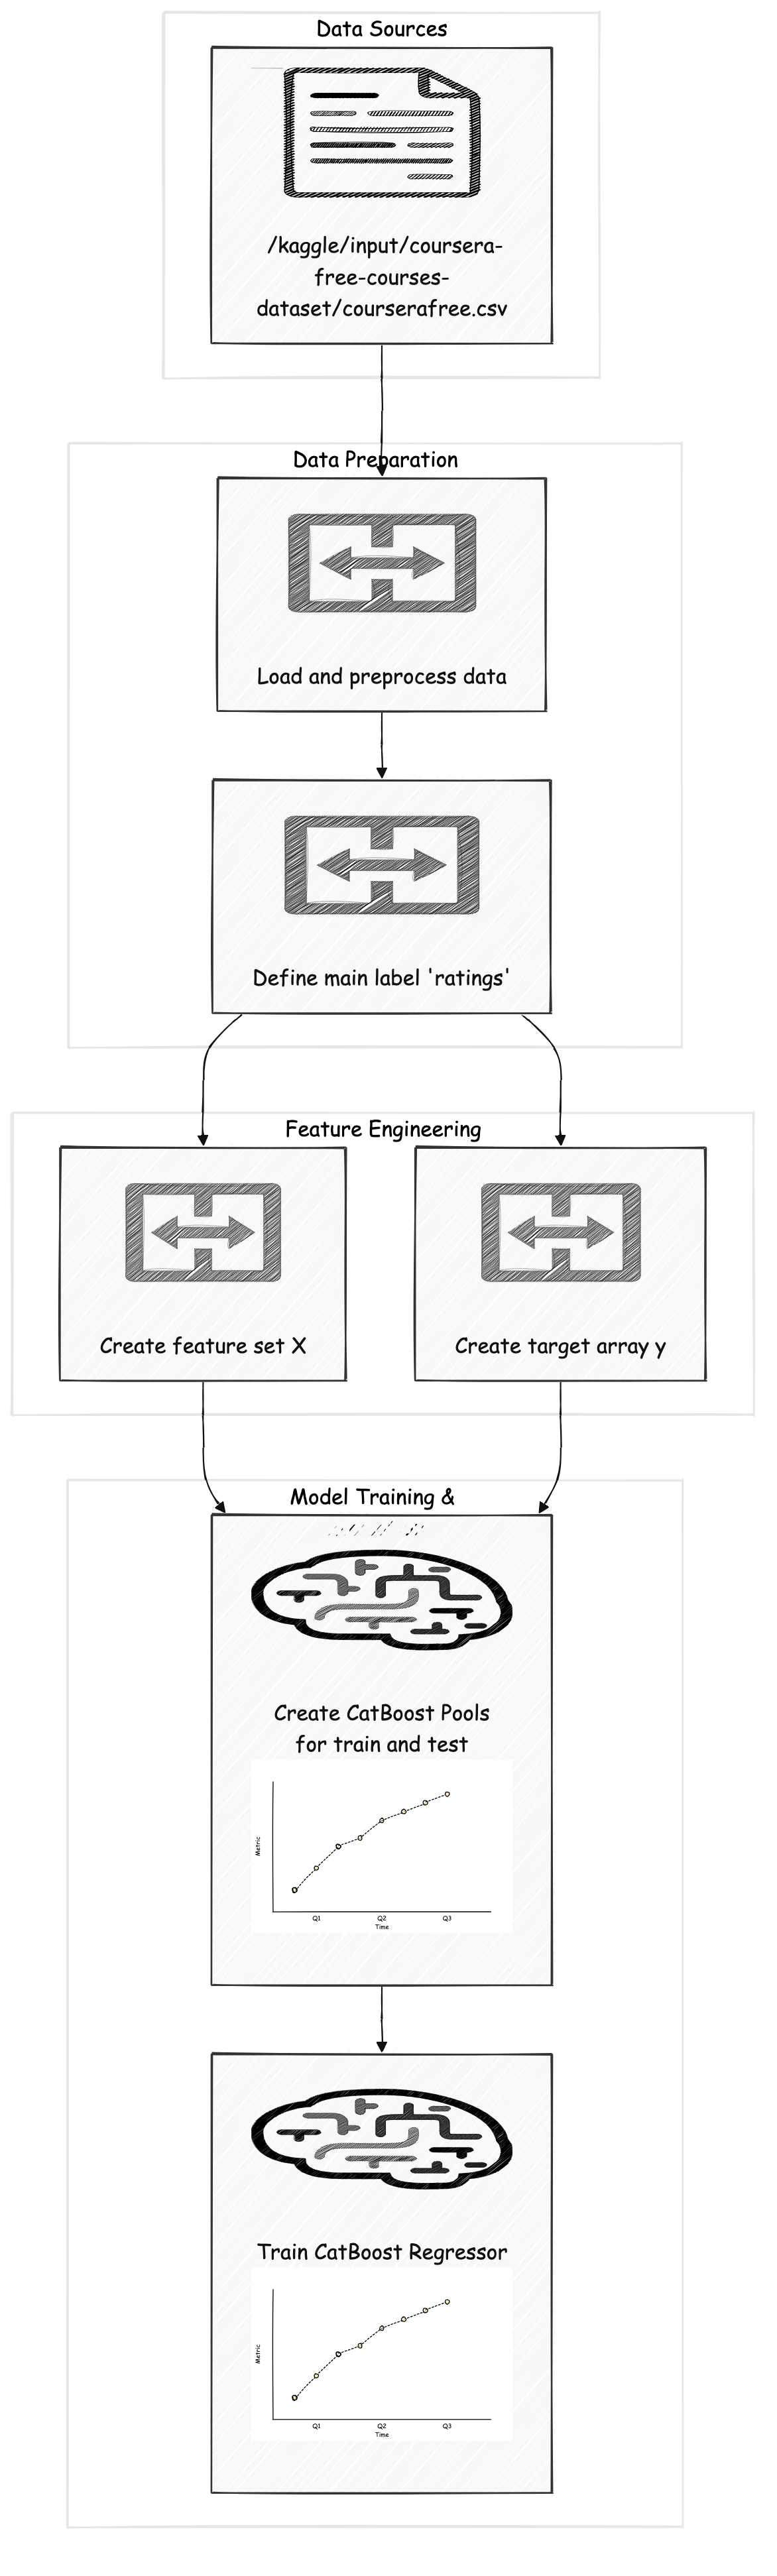 Data Sources
/kaggle/input/coursera-
free-courses-
dataset/courserafree.csv
Data Preparation
Load and preprocess data
Define main label 'ratings'
Feature Engineering
Create feature set X
Create target array y
Model Training &
Create CatBoost Pools
for train and test
Metric
Q1 Q2 Q3
Time
Train CatBoost Regressor
Metric
Q1 Q2 Q3
Time